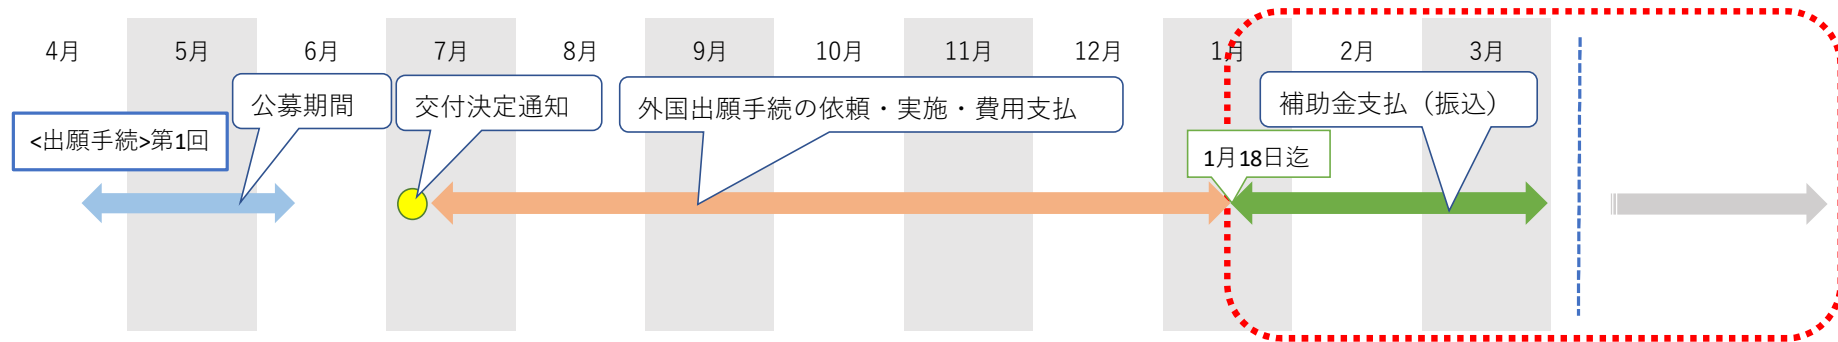 4月
5月
6月
7月
8月
9月
10月
11月
12月
1月
2月
3月
公募期間
交付決定通知
外国出願手続の依頼・実施・費用支払
補助金支払（振込）
<出願手続>第1回
1月18日迄